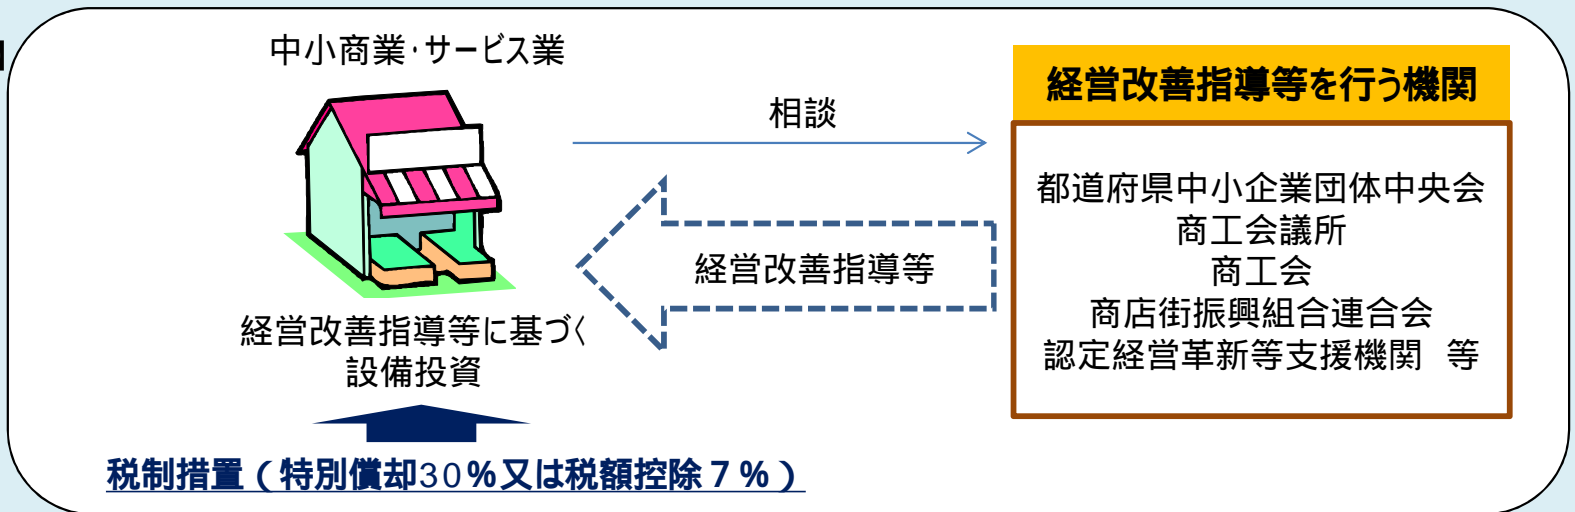 中小商業・サービス業
相談
経営改善指導等を行う機関
都道府県中小企業団体中央会
商工会議所
商工会
商店街振興組合連合会
認定経営革新等支援機関　等
経営改善指導等
経営改善指導等に基づく
設備投資
税制措置（特別償却30％又は税額控除７％）